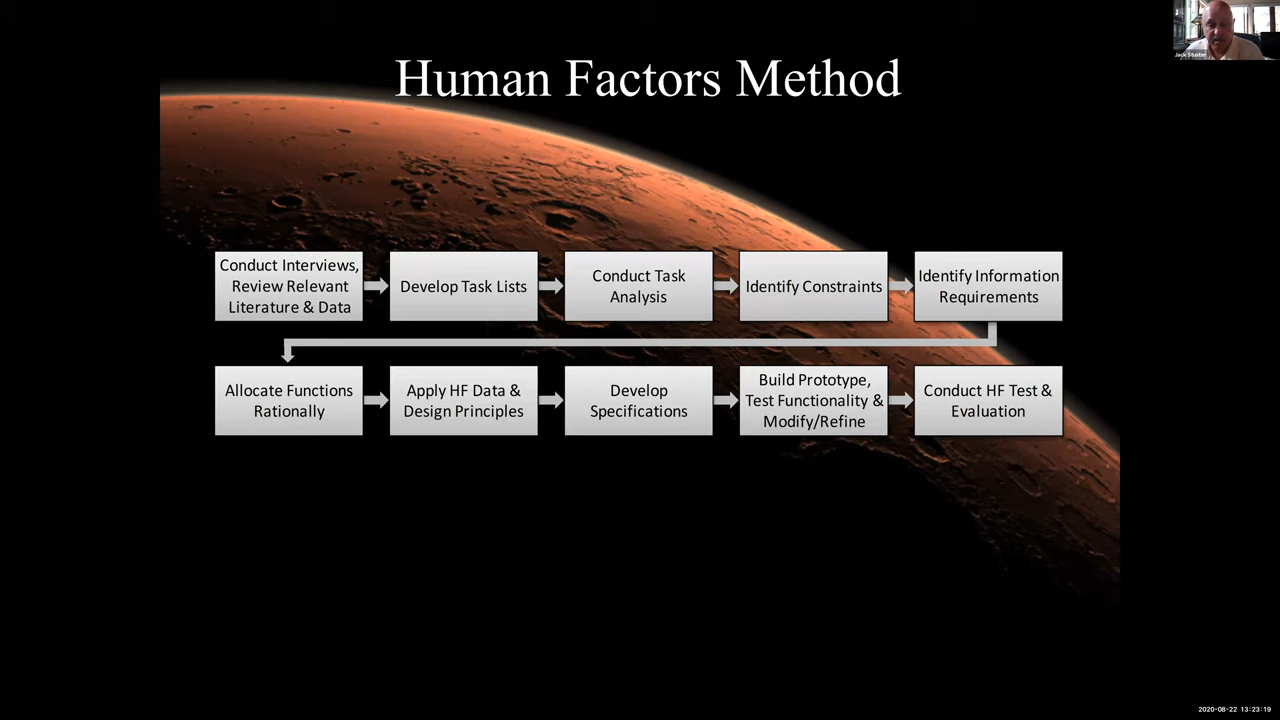 Jack Stuster
Human Factors Method
Conduct Interviews,
Review Relevant
Literature & Data
Develop Task Lists
Conduct Task
Analysis
Identify Constraints
Identify Information
Requirements
Allocate Functions
Rationally
Apply HF Data &
Design Principles
Develop
Specifications
Build Prototype,
Test Functionality &
Modify/Refine
Conduct HF Test &
Evaluation
2020-08-22 13:23:19